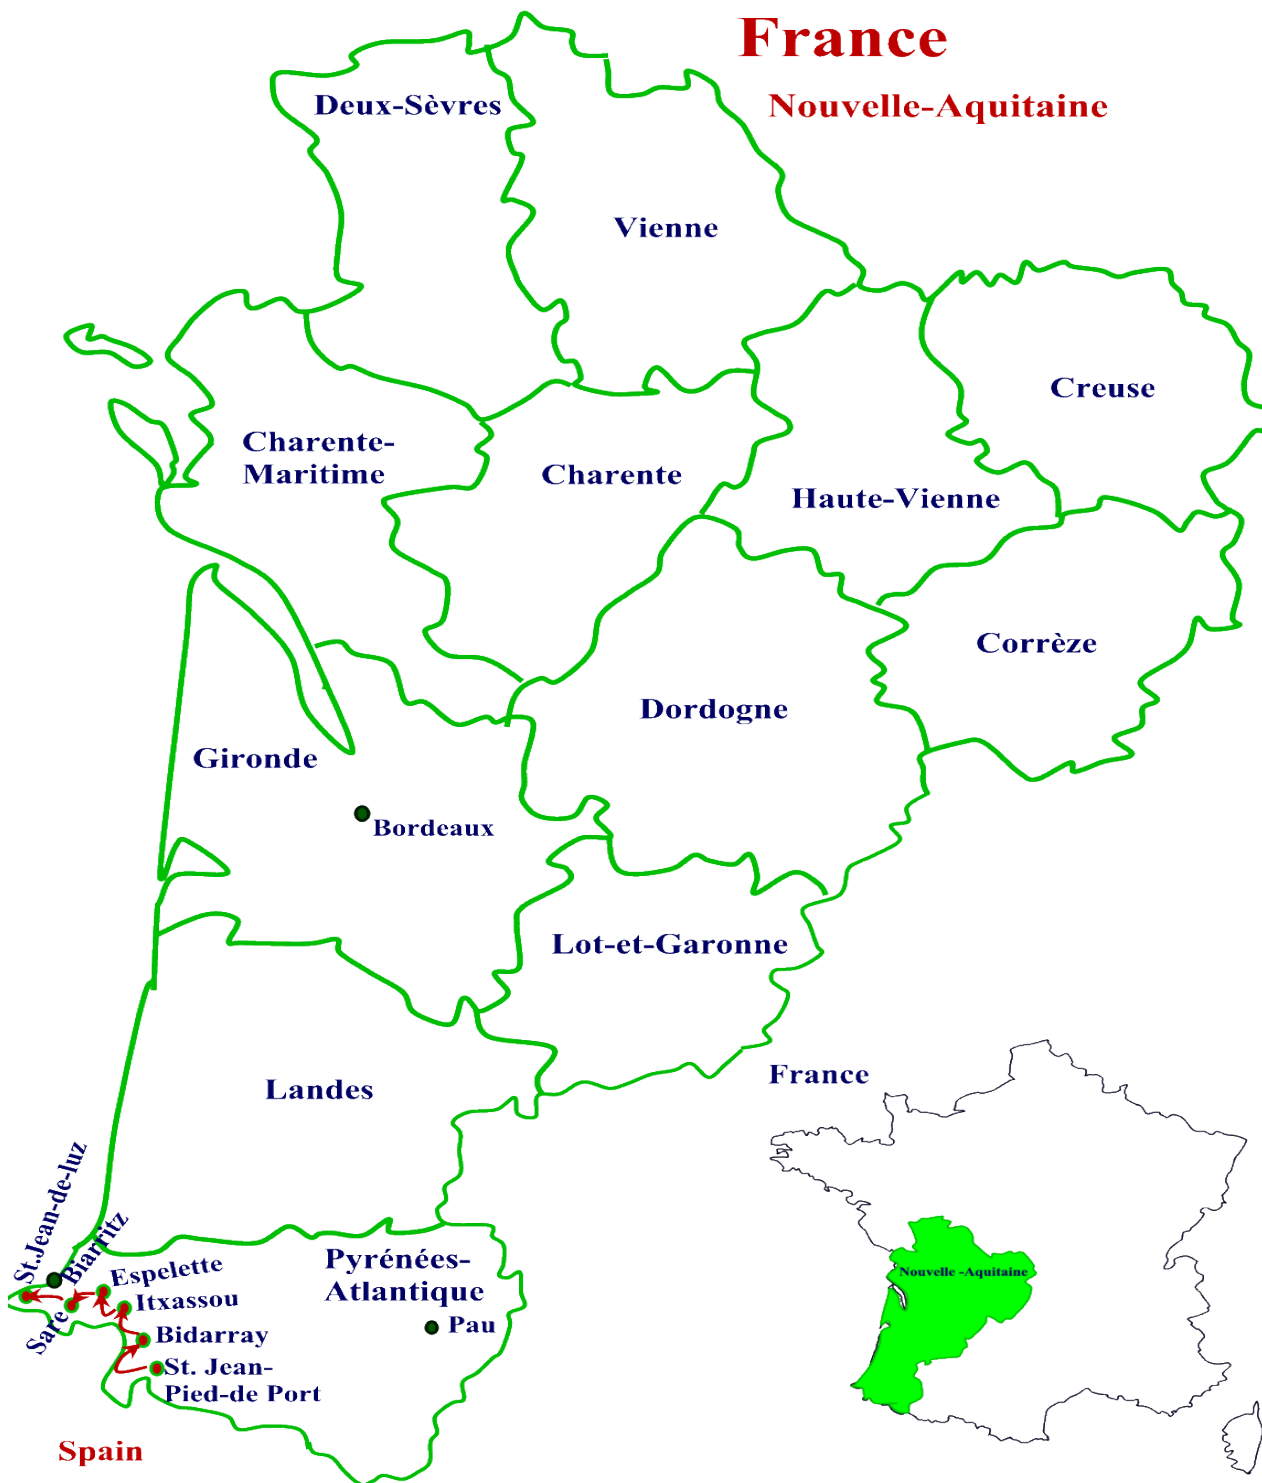 France
Nouvelle-Aquitaine
Deux-Sèvres
Vienne
Creuse
Charente-
Maritime
Charente
Haute-Vienne
Corrèze
Dordogne
Gironde
Bordeaux
Lot-et-Garonne
Landes
France
Nouvelle -Aquitaine
St.Jean-de-luz
Biarritz
Espelette
Itxassou
Sare
Bidarray
St. Jean-
Pied-de Port
Pyrénées-
Atlantique
Pau
Spain